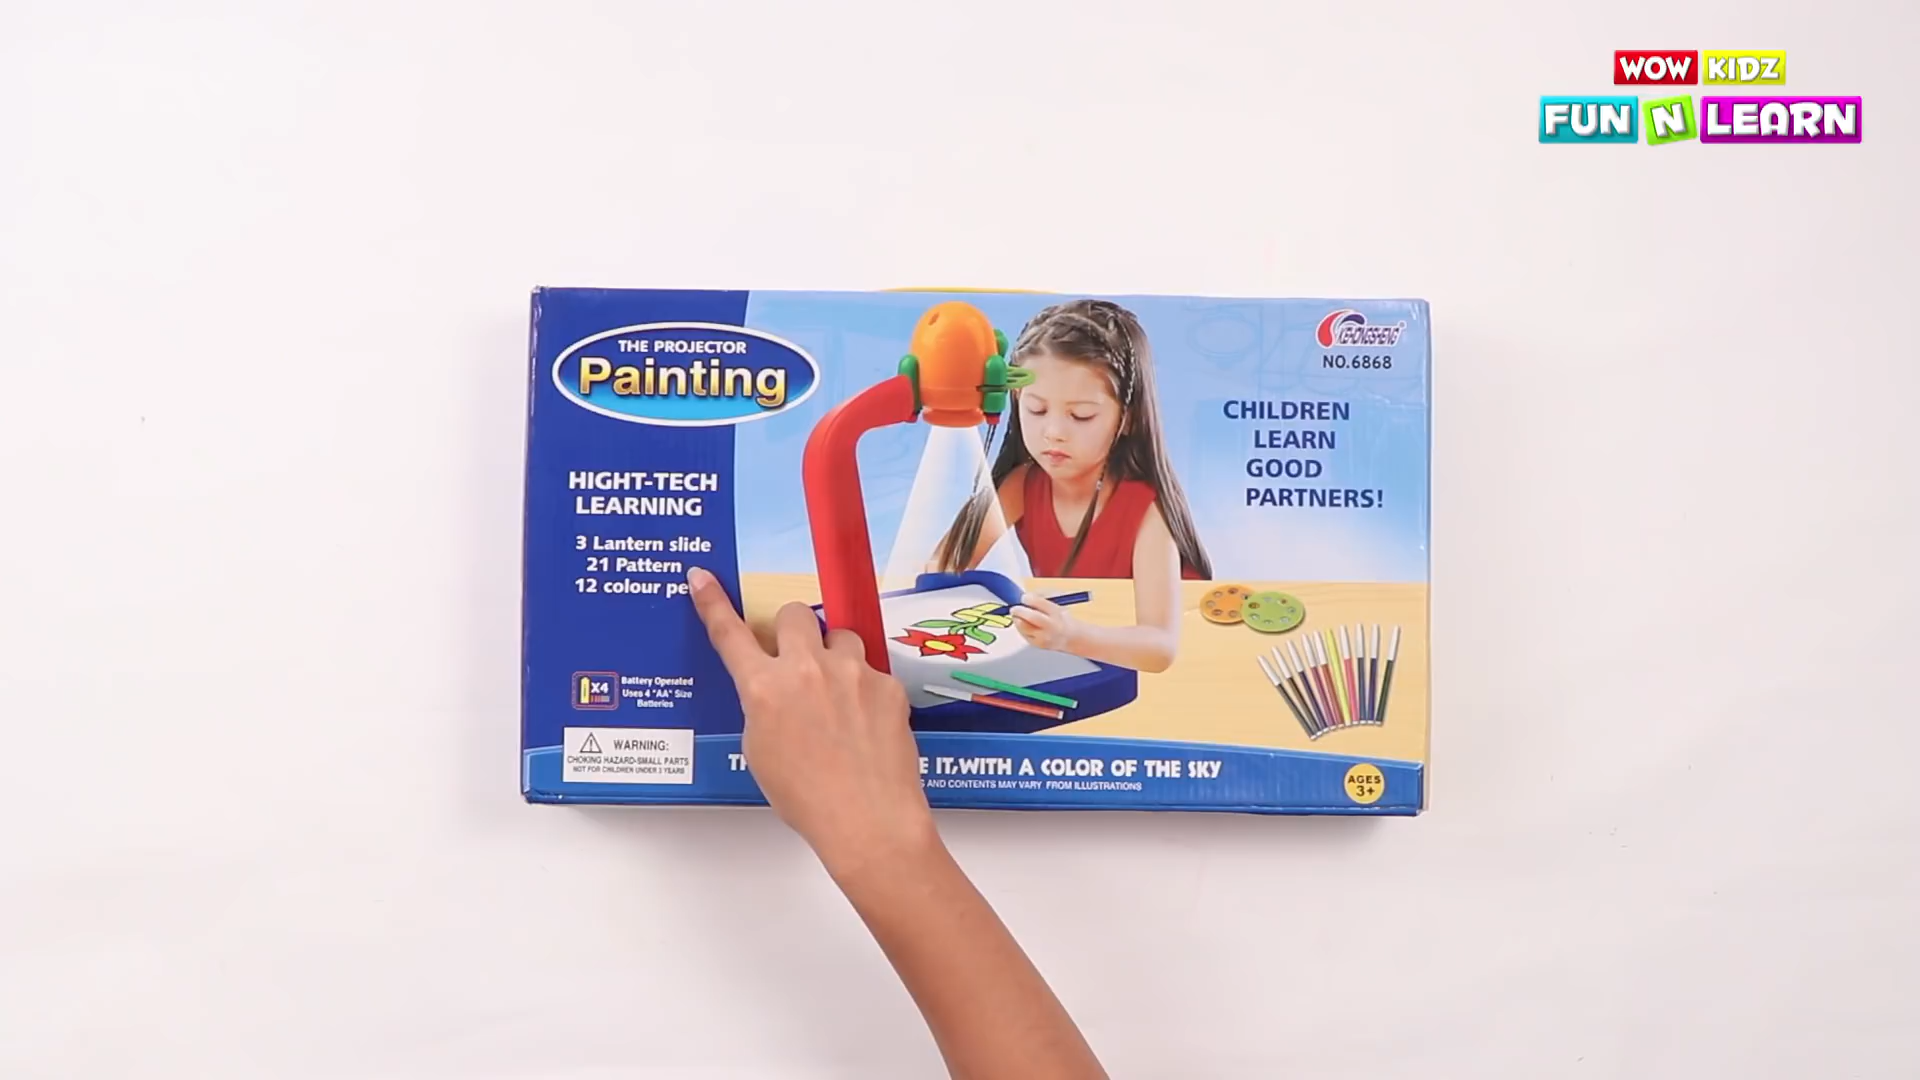 WOW KIDZ
FUN N LEARN
THE PROJECTOR
Painting
KEHONGSHENG
NO.6868
CHILDREN
LEARN
GOOD
PARTNERS!
HIGHT-TECH
LEARNING
3 Lantern slide
21 Pattern
12 colour pe
X4
Battery Operated
Uses 4 "AA" Size
Batteries
WARNING:
CHOKING HAZARD-SMALL PARTS
NOT FOR CHILDREN UNDER 3 YEARS
IT,WITH A COLOR OF THE SKY
AND CONTENTS MAY VARY FROM ILLUSTRATIONS
AGES
3+